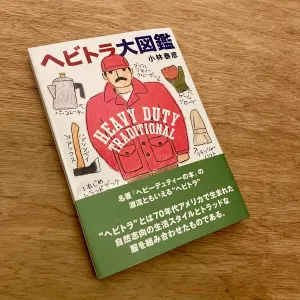 ヘビトラ大図鑑
小林泰彦
HEAVY DUTY
TRADITIONAL
名著「ヘビーデューティーの本」の
源流ともいえる“ヘビトラ”
“ヘビトラ”とは70年代アメリカで生まれた
自然志向の生活スタイルとトラッドな
服を組み合わせたものである。